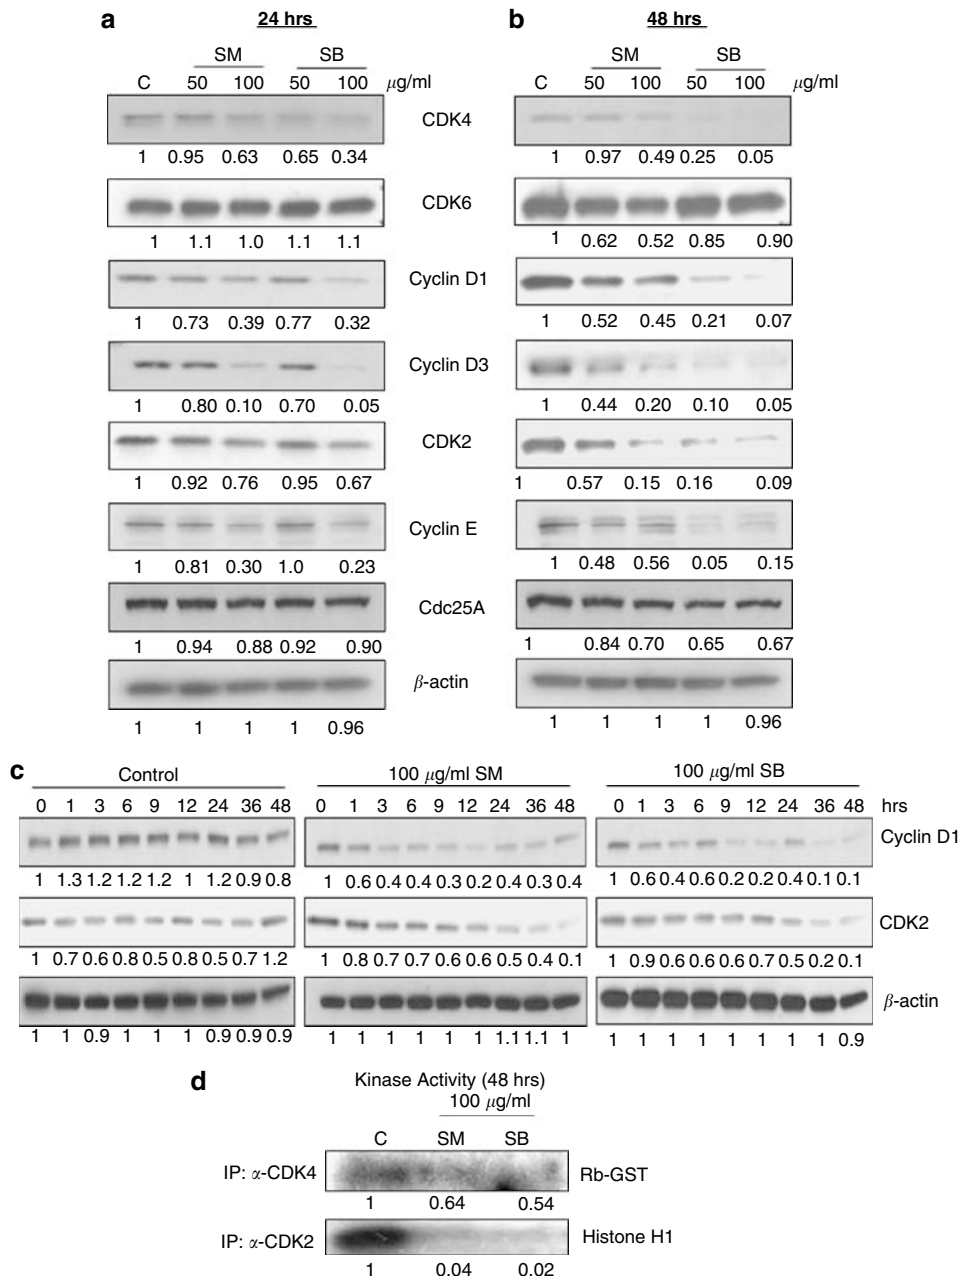 a 24 hrs
SM SB
C 50 100 50 100 μg/ml
CDK4
1 0.95 0.63 0.65 0.34
CDK6
1 1.1 1.0 1.1 1.1
Cyclin D1
1 0.73 0.39 0.77 0.32
Cyclin D3
1 0.80 0.10 0.70 0.05
CDK2
1 0.92 0.76 0.95 0.67
Cyclin E
1 0.81 0.30 1.0 0.23
Cdc25A
1 0.94 0.88 0.92 0.90
β-actin
1 1 1 1 0.96
b 48 hrs
SM SB
C 50 100 50 100 μg/ml
1 0.97 0.49 0.25 0.05
1 0.62 0.52 0.85 0.90
1 0.52 0.45 0.21 0.07
1 0.44 0.20 0.10 0.05
1 0.57 0.15 0.16 0.09
1 0.48 0.56 0.05 0.15
1 0.84 0.70 0.65 0.67
1 1 1 1 0.96
c Control 100 μg/ml SM 100 μg/ml SB
0 1 3 6 9 12 24 36 48 0 1 3 6 9 12 24 36 48 0 1 3 6 9 12 24 36 48 hrs
Cyclin D1
1 1.3 1.2 1.2 1.2 1 1.2 0.9 0.8 1 0.6 0.4 0.4 0.3 0.2 0.4 0.3 0.4 1 0.6 0.4 0.6 0.2 0.2 0.4 0.1 0.1
CDK2
1 0.7 0.6 0.8 0.5 0.8 0.5 0.7 1.2 1 0.8 0.7 0.7 0.6 0.6 0.5 0.4 0.1 1 0.9 0.6 0.6 0.6 0.7 0.5 0.2 0.1
β-actin
1 1 0.9 1 1 1 0.9 0.9 0.9 1 1 1 1 1 1 1.1 1.1 1 1 1 1 1 1 1 1 1 0.9
d Kinase Activity (48 hrs)
100 μg/ml
C SM SB
IP: α-CDK4 Rb-GST
1 0.64 0.54
IP: α-CDK2 Histone H1
1 0.04 0.02